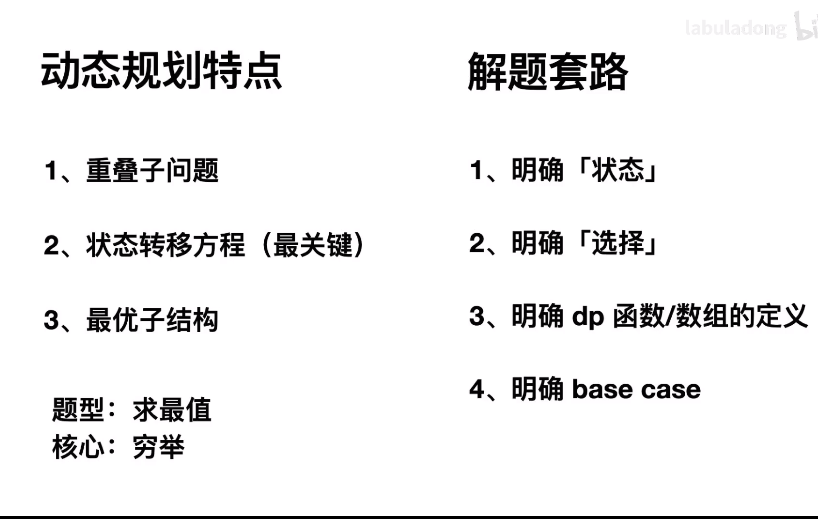 labuladong
动态规划特点
1、重叠子问题
2、状态转移方程（最关键）
3、最优子结构
题型：求最值
核心：穷举
解题套路
1、明确「状态」
2、明确「选择」
3、明确 dp 函数/数组的定义
4、明确 base case